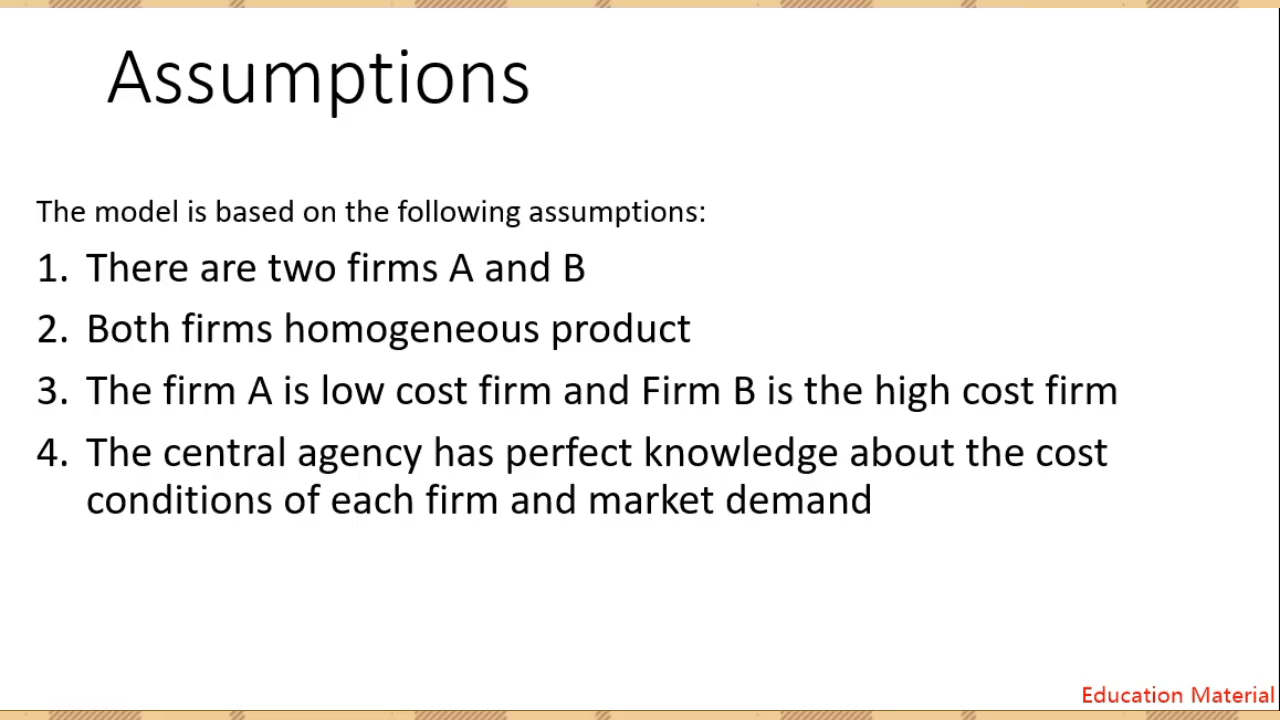 Assumptions
The model is based on the following assumptions:
1. There are two firms A and B
2. Both firms homogeneous product
3. The firm A is low cost firm and Firm B is the high cost firm
4. The central agency has perfect knowledge about the cost
conditions of each firm and market demand
Education Material